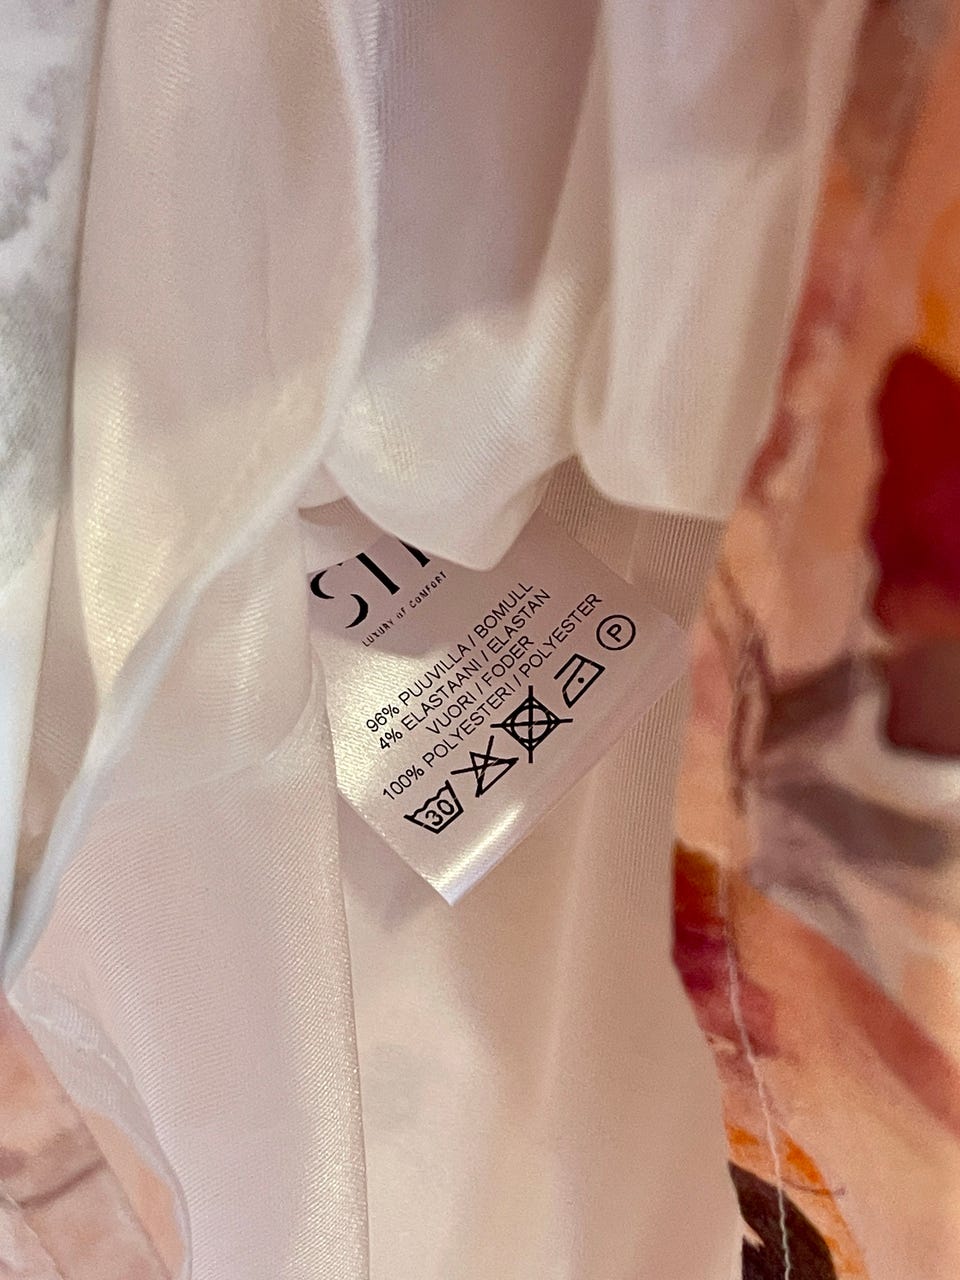 LUXURY OF COMFORT
96% PUUVILLA / BOMULL
4% ELASTAANI / ELASTAN
VUORI / FODER
100% POLYESTERI / POLYESTER
30
P